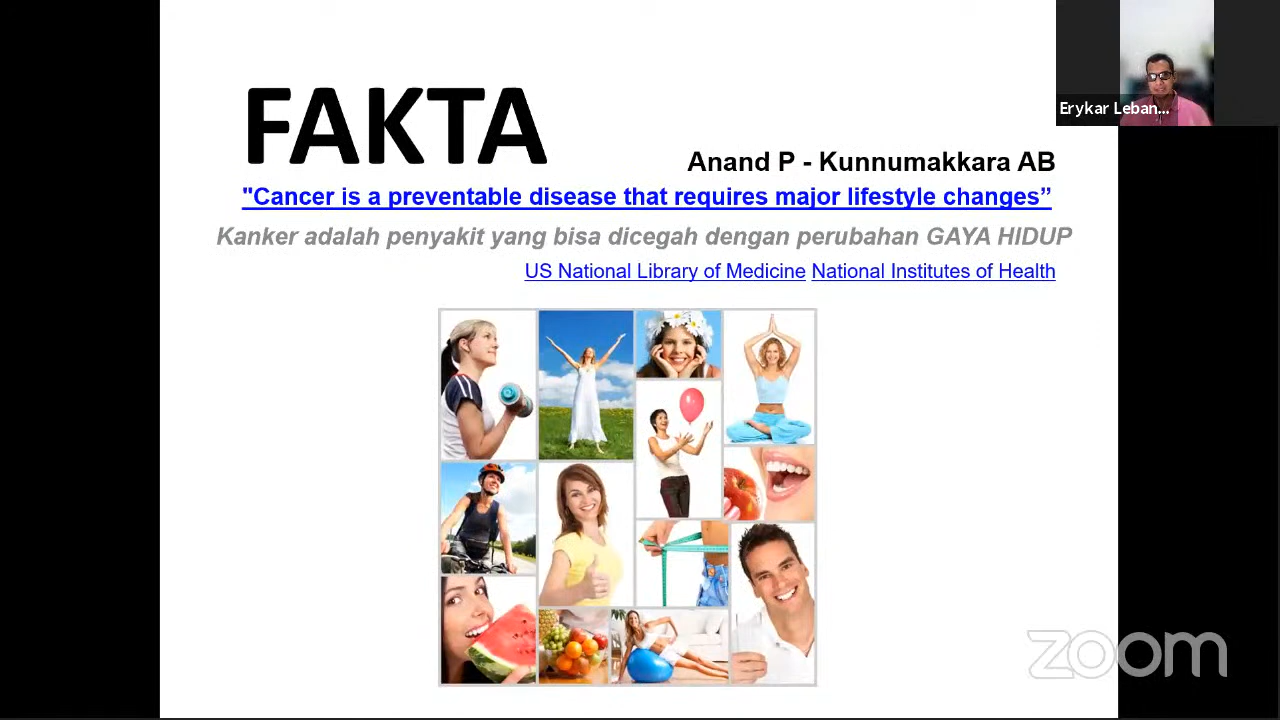 FAKTA
Anand P - Kunnumakkara AB
"Cancer is a preventable disease that requires major lifestyle changes”
Kanker adalah penyakit yang bisa dicegah dengan perubahan GAYA HIDUP
US National Library of Medicine National Institutes of Health
Erykar Leban...
zoom